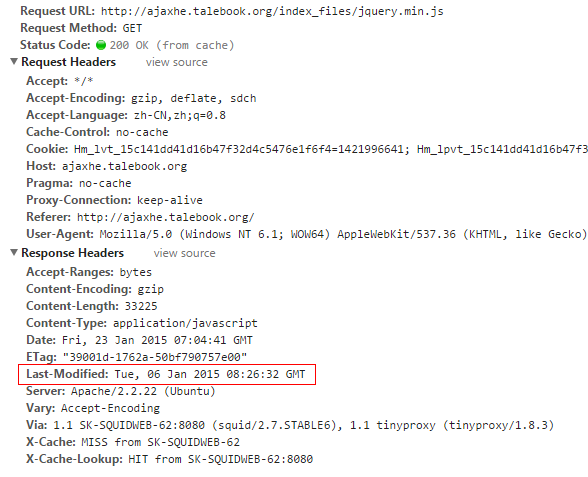 Request URL: http://ajaxhe.talebook.org/index_files/jquery.min.js
Request Method: GET
Status Code: 200 OK (from cache)
Request Headers view source
Accept: */*
Accept-Encoding: gzip, deflate, sdch
Accept-Language: zh-CN,zh;q=0.8
Cache-Control: no-cache
Cookie: Hm_lvt_15c141dd41d16b47f32d4c5476e1f6f4=1421996641; Hm_lpvt_15c141dd41d16b47f3
Host: ajaxhe.talebook.org
Pragma: no-cache
Proxy-Connection: keep-alive
Referer: http://ajaxhe.talebook.org/
User-Agent: Mozilla/5.0 (Windows NT 6.1; WOW64) AppleWebKit/537.36 (KHTML, like Gecko)
Response Headers view source
Accept-Ranges: bytes
Content-Encoding: gzip
Content-Length: 33225
Content-Type: application/javascript
Date: Fri, 23 Jan 2015 07:04:41 GMT
ETag: "39001d-1762a-50bf790757e00"
Last-Modified: Tue, 06 Jan 2015 08:26:32 GMT
Server: Apache/2.2.22 (Ubuntu)
Vary: Accept-Encoding
Via: 1.1 SK-SQUIDWEB-62:8080 (squid/2.7.STABLE6), 1.1 tinyproxy (tinyproxy/1.8.3)
X-Cache: MISS from SK-SQUIDWEB-62
X-Cache-Lookup: HIT from SK-SQUIDWEB-62:8080